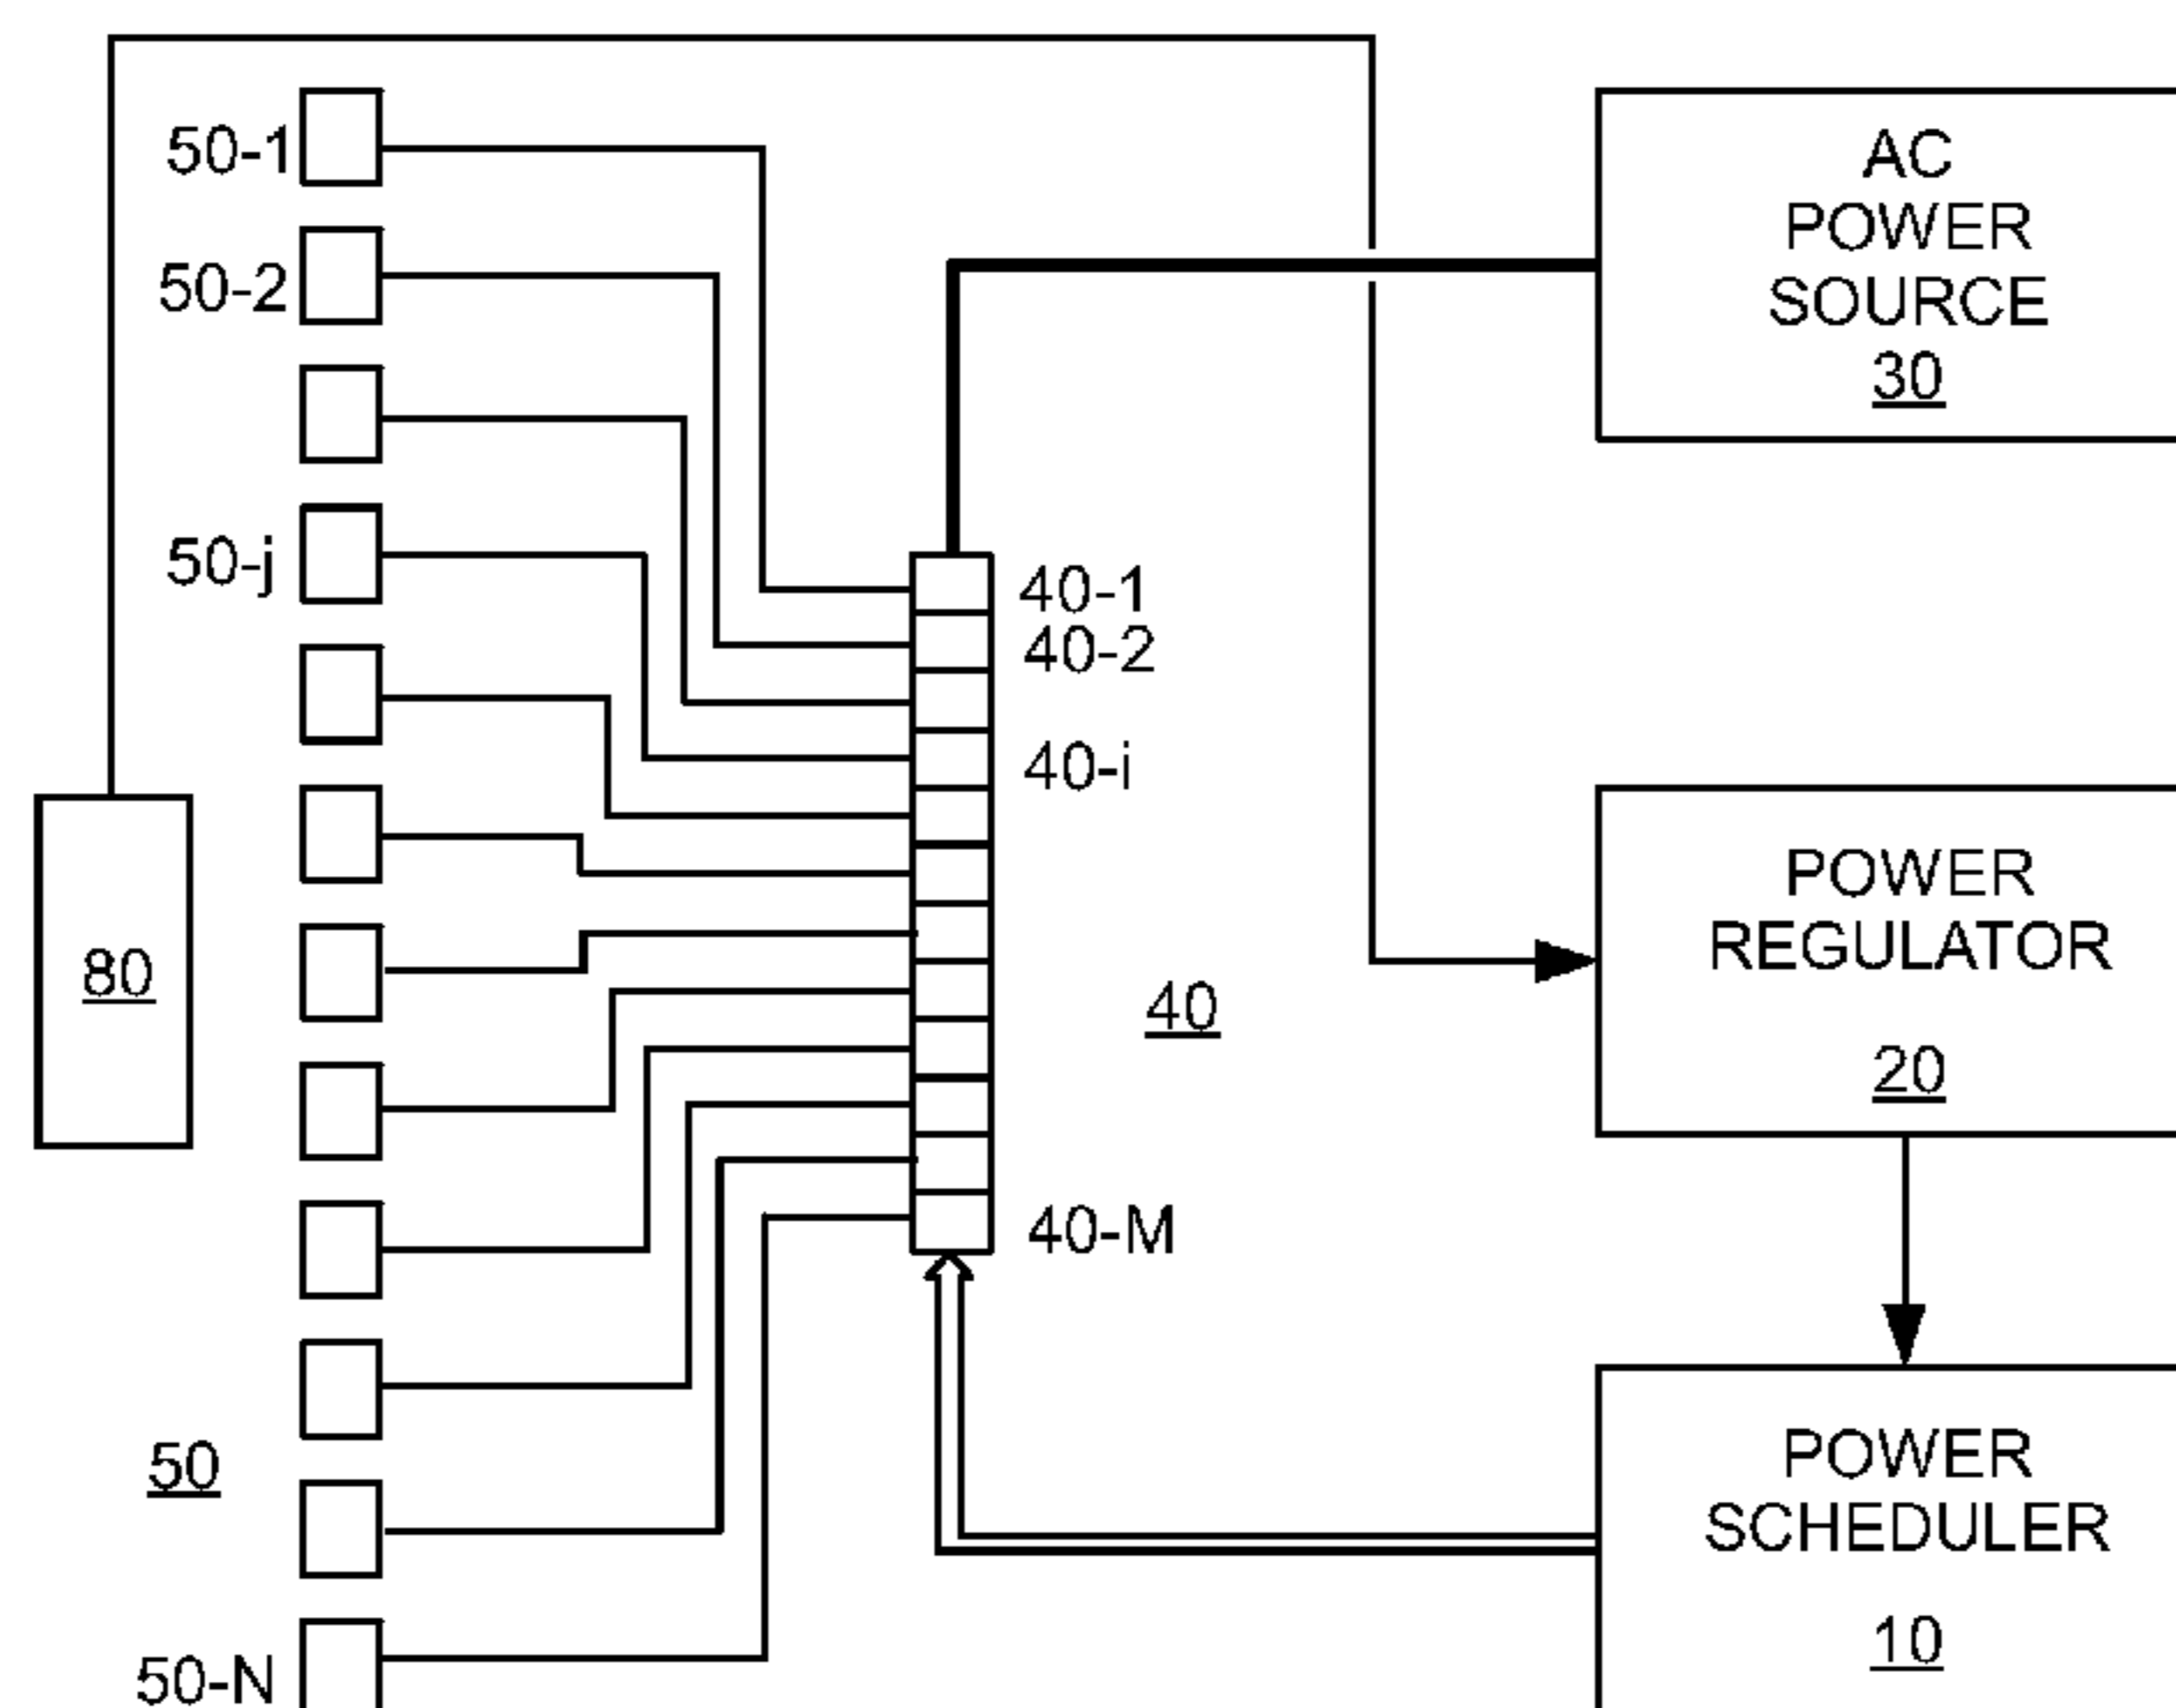 50-1
50-2
50-j
80
50
50-N
40-1
40-2
40-i
40
40-M
AC
POWER
SOURCE
30
POWER
REGULATOR
20
POWER
SCHEDULER
10